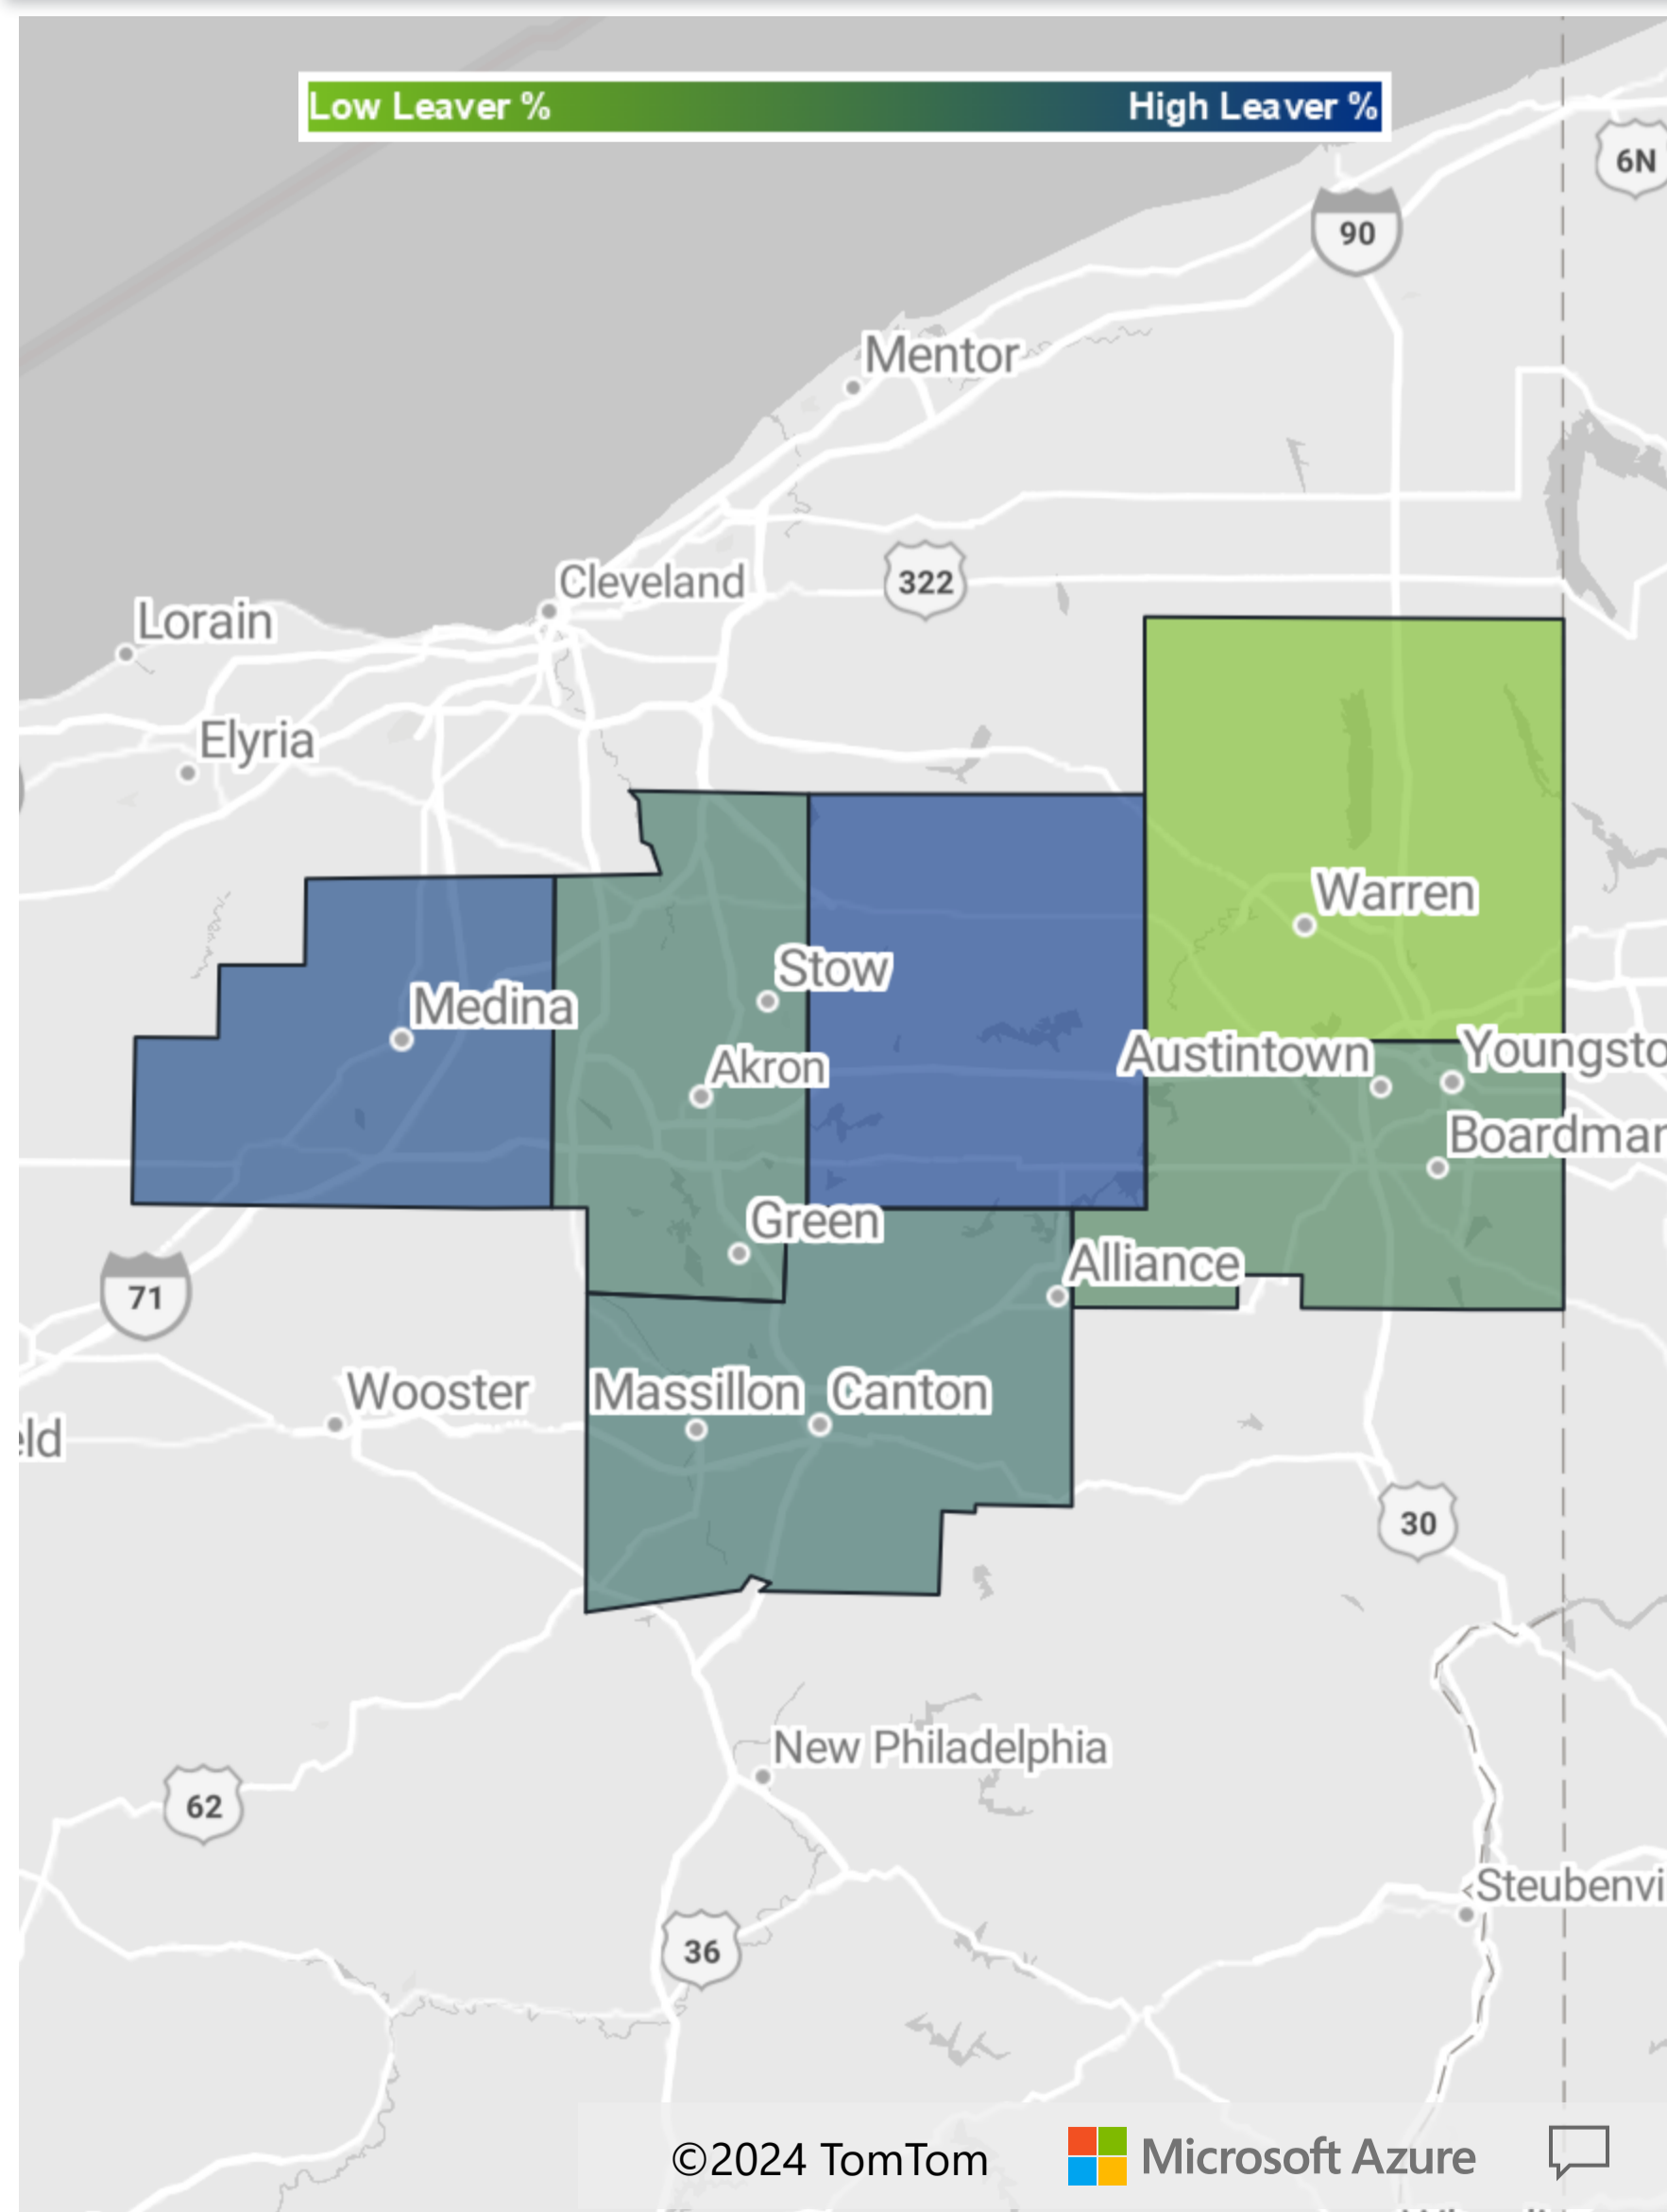 Low Leaver % High Leaver %
6N
90
Mentor
Cleveland
322
Lorain
Elyria
Warren
Stow
Medina
Austintown
Youngsto
Akron
Boardmar
Green
Alliance
71
Wooster
Massillon
Canton
eld
30
New Philadelphia
62
Steubenvi
36
©2024 TomTom
Microsoft Azure